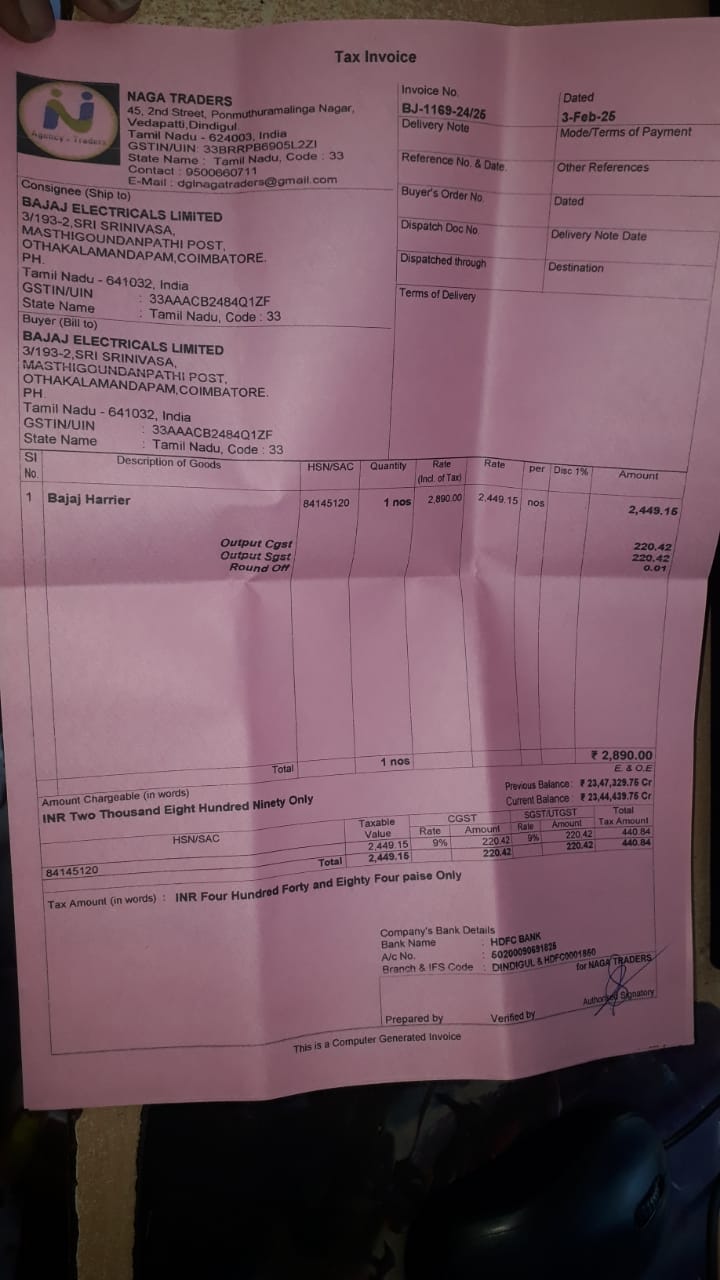 Tax Invoice
Agency - Traders
NAGA TRADERS
45, 2nd Street, Ponmuthuramalinga Nagar,
Vedapatti,Dindigul
Tamil Nadu - 624003, India
GSTIN/UIN: 33BRRPB6905L2ZI
State Name : Tamil Nadu, Code : 33
Contact : 9500660711
E-Mail : dglnagatraders@gmail.com
Invoice No.
BJ-1169-24/25
Dated
3-Feb-25
Delivery Note
Mode/Terms of Payment
Reference No. & Date.
Other References
Buyer's Order No.
Dated
Dispatch Doc No.
Delivery Note Date
Dispatched through
Destination
Terms of Delivery
Consignee (Ship to)
BAJAJ ELECTRICALS LIMITED
3/193-2,SRI SRINIVASA,
MASTHIGOUNDANPATHI POST,
OTHAKALAMANDAPAM,COIMBATORE.
PH.
Tamil Nadu - 641032, India
GSTIN/UIN : 33AAACB2484Q1ZF
State Name : Tamil Nadu, Code : 33
Buyer (Bill to)
BAJAJ ELECTRICALS LIMITED
3/193-2,SRI SRINIVASA,
MASTHIGOUNDANPATHI POST,
OTHAKALAMANDAPAM,COIMBATORE.
PH.
Tamil Nadu - 641032, India
GSTIN/UIN : 33AAACB2484Q1ZF
State Name : Tamil Nadu, Code : 33
Sl No. Description of Goods HSN/SAC Quantity Rate (Incl. of Tax) Rate per Disc 1% Amount
1 Bajaj Harrier 84145120 1 nos 2,890.00 2,449.15 nos 2,449.15
Output Cgst 220.42
Output Sgst 220.42
Round Off 0.01
Total 1 nos ₹ 2,890.00
E. & O.E
Amount Chargeable (in words)
INR Two Thousand Eight Hundred Ninety Only
Previous Balance: ₹ 23,47,329.75 Cr
Current Balance: ₹ 23,44,439.75 Cr
HSN/SAC Taxable Value CGST Rate Amount SGST/UTGST Rate Amount Total Tax Amount
84145120 2,449.15 9% 220.42 9% 220.42 440.84
Total 2,449.15 220.42 220.42 440.84
Tax Amount (in words) : INR Four Hundred Forty and Eighty Four paise Only
Company's Bank Details
Bank Name : HDFC BANK
A/c No. : 50200090691825
Branch & IFS Code : DINDIGUL & HDFC0001850
for NAGA TRADERS
Prepared by Verified by Authorised Signatory
This is a Computer Generated Invoice